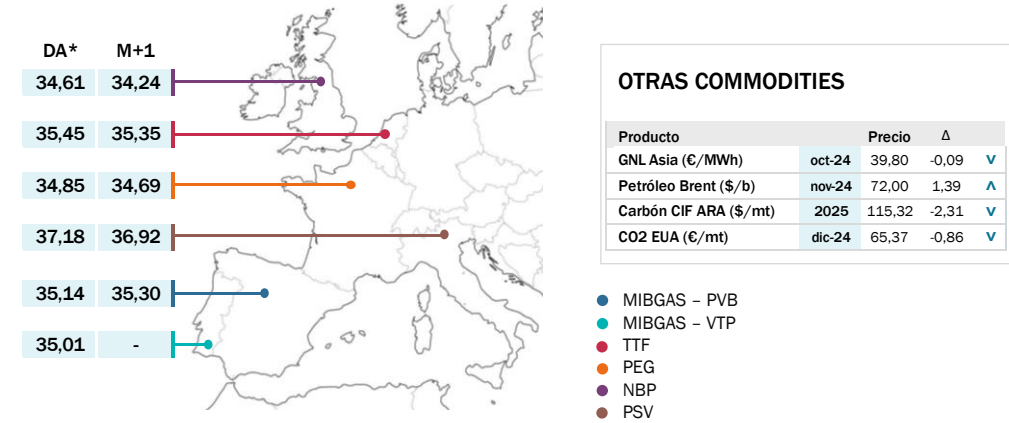 DA* M+1
34,61 34,24
35,45 35,35
34,85 34,69
37,18 36,92
35,14 35,30
35,01 -
OTRAS COMMODITIES
Producto Precio Δ
GNL Asia (€/MWh) oct-24 39,80 -0,09 v
Petróleo Brent ($/b) nov-24 72,00 1,39 ʌ
Carbón CIF ARA ($/mt) 2025 115,32 -2,31 v
CO2 EUA (€/mt) dic-24 65,37 -0,86 v
MIBGAS – PVB
MIBGAS – VTP
TTF
PEG
NBP
PSV